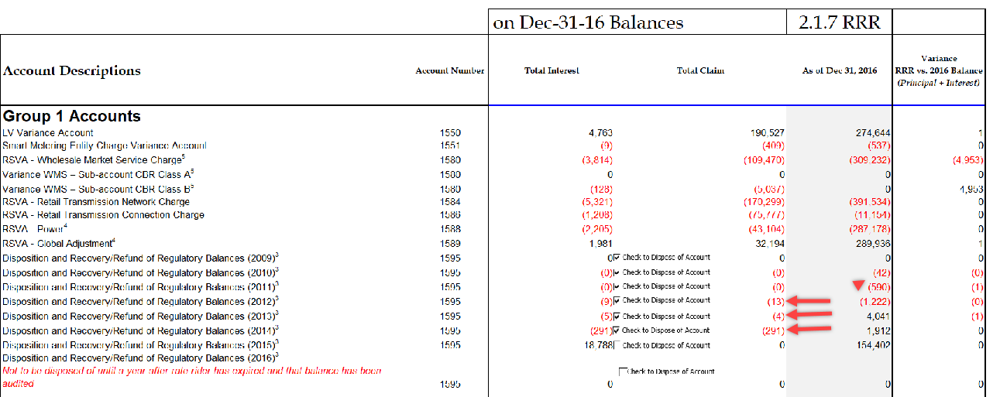 on Dec-31-16 Balances 2.1.7 RRR
Account Descriptions Account Number Total Interest Total Claim As of Dec 31, 2016 Variance RRR vs. 2016 Balance (Principal + Interest)
Group 1 Accounts
LV Variance Account 1550 4,763 190,527 274,644 1
Smart Metering Entity Charge Variance Account 1551 (9) (409) (537) 0
RSVA - Wholesale Market Service Charge5 1580 (3,814) (109,470) (309,232) (4,953)
Variance WMS – Sub-account CBR Class A5 1580 0 0 0 0
Variance WMS – Sub-account CBR Class B5 1580 (128) (5,037) 0 4,953
RSVA - Retail Transmission Network Charge 1584 (5,321) (170,299) (391,534) 0
RSVA - Retail Transmission Connection Charge 1586 (1,208) (75,777) (11,154) 0
RSVA - Power4 1588 (2,205) (43,104) (287,178) 0
RSVA - Global Adjustment4 1589 1,981 32,194 289,936 1
Disposition and Recovery/Refund of Regulatory Balances (2009)3 1595 0 Check to Dispose of Account 0 0 0
Disposition and Recovery/Refund of Regulatory Balances (2010)3 1595 (0) Check to Dispose of Account (0) (42) (0)
Disposition and Recovery/Refund of Regulatory Balances (2011)3 1595 (0) Check to Dispose of Account (0) (590) (1)
Disposition and Recovery/Refund of Regulatory Balances (2012)3 1595 (9) Check to Dispose of Account (13) (1,222) (0)
Disposition and Recovery/Refund of Regulatory Balances (2013)3 1595 (5) Check to Dispose of Account (4) 4,041 (1)
Disposition and Recovery/Refund of Regulatory Balances (2014)3 1595 (291) Check to Dispose of Account (291) 1,912 0
Disposition and Recovery/Refund of Regulatory Balances (2015)3 1595 18,788 Check to Dispose of Account 0 154,402 0
Disposition and Recovery/Refund of Regulatory Balances (2016)3
Not to be disposed of until a year after rate rider has expired and that balance has been Check to Dispose of Account
audited 1595 0 0 0 0